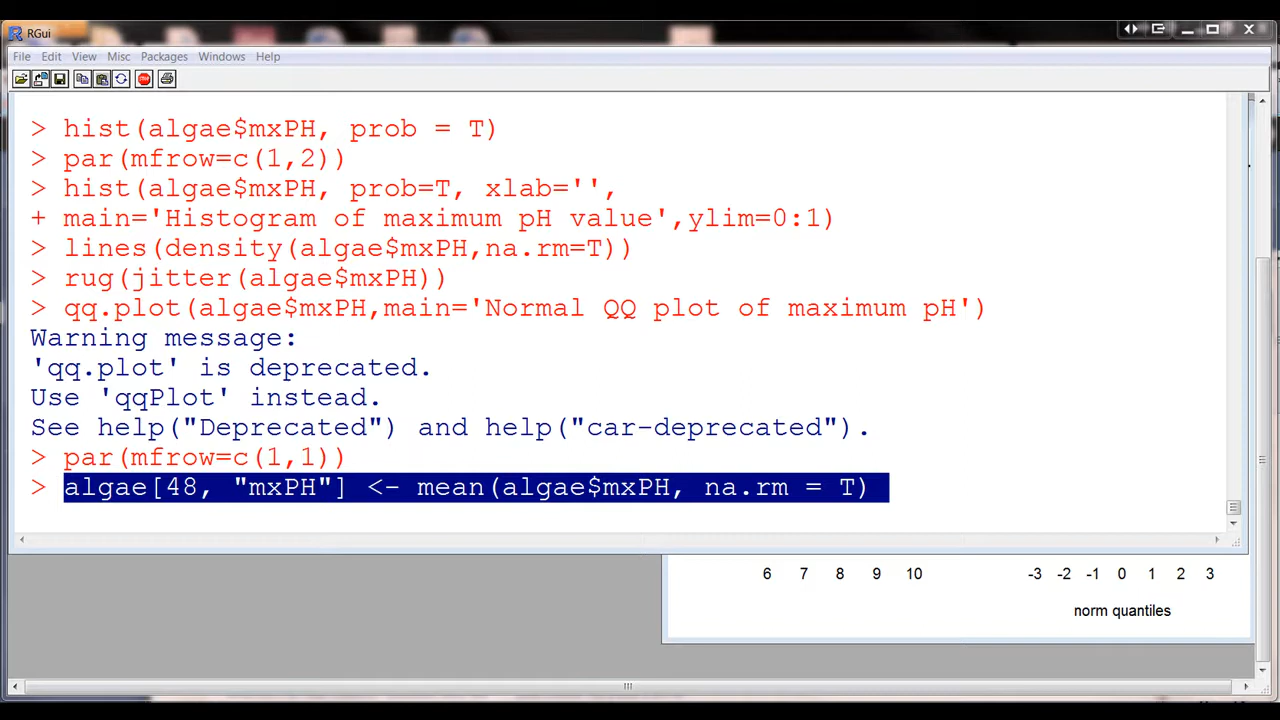 RGui
File Edit View Misc Packages Windows Help
STOP
> hist(algae$mxPH, prob = T)
> par(mfrow=c(1,2))
> hist(algae$mxPH, prob=T, xlab='',
+ main='Histogram of maximum pH value',ylim=0:1)
> lines(density(algae$mxPH,na.rm=T))
> rug(jitter(algae$mxPH))
> qq.plot(algae$mxPH,main='Normal QQ plot of maximum pH')
Warning message:
'qq.plot' is deprecated.
Use 'qqPlot' instead.
See help("Deprecated") and help("car-deprecated").
> par(mfrow=c(1,1))
> algae[48, "mxPH"] <- mean(algae$mxPH, na.rm = T)
6 7 8 9 10 -3 -2 -1 0 1 2 3
norm quantiles